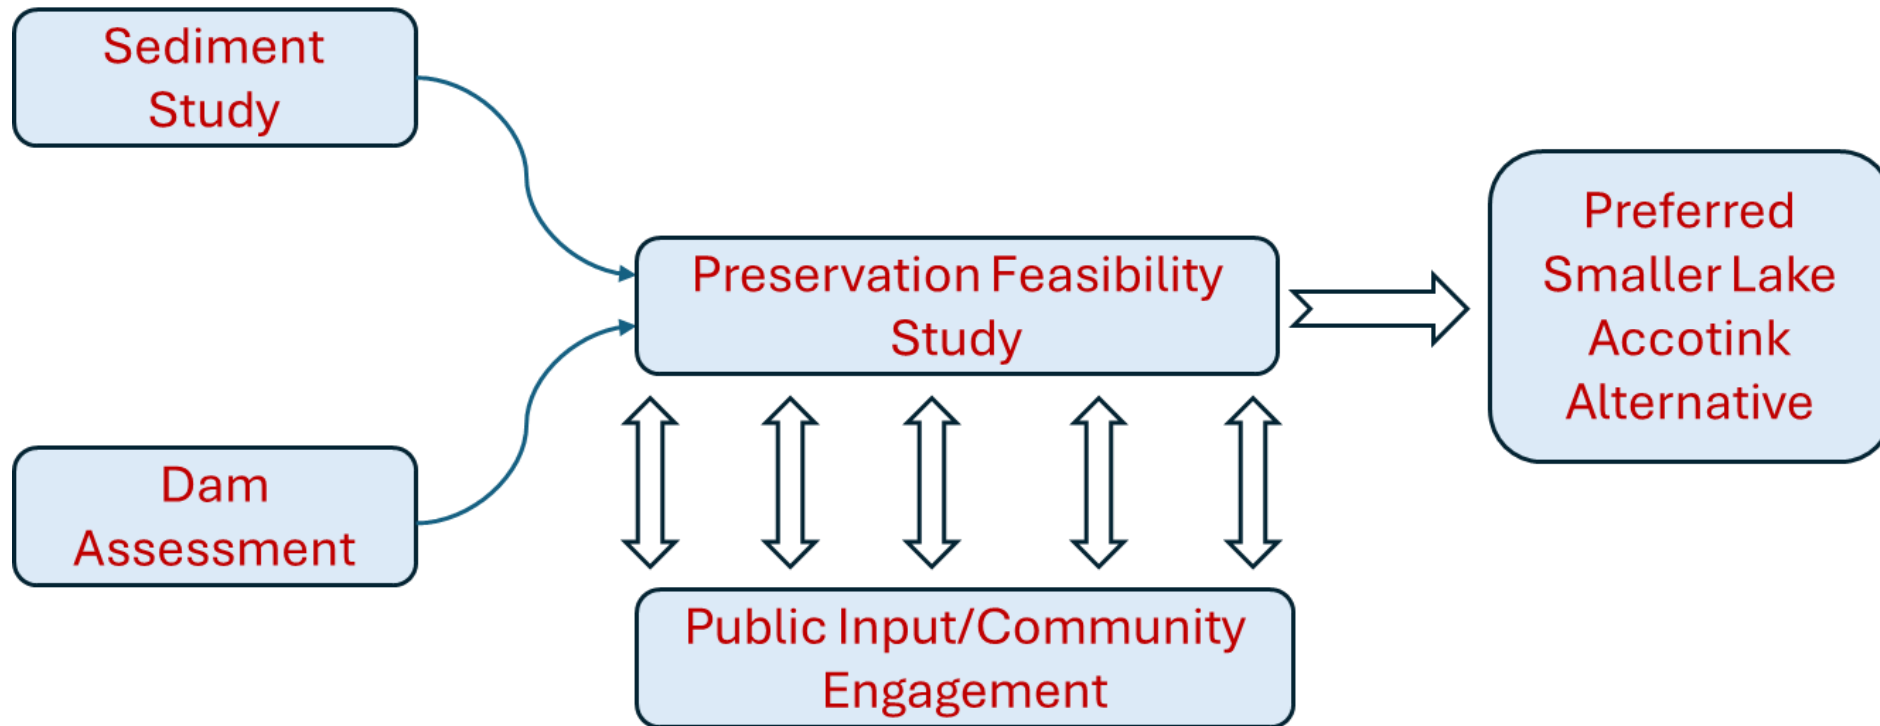 Sediment
Study
Preservation Feasibility
Study
Preferred
Smaller Lake
Accotink
Alternative
Dam
Assessment
Public Input/Community
Engagement